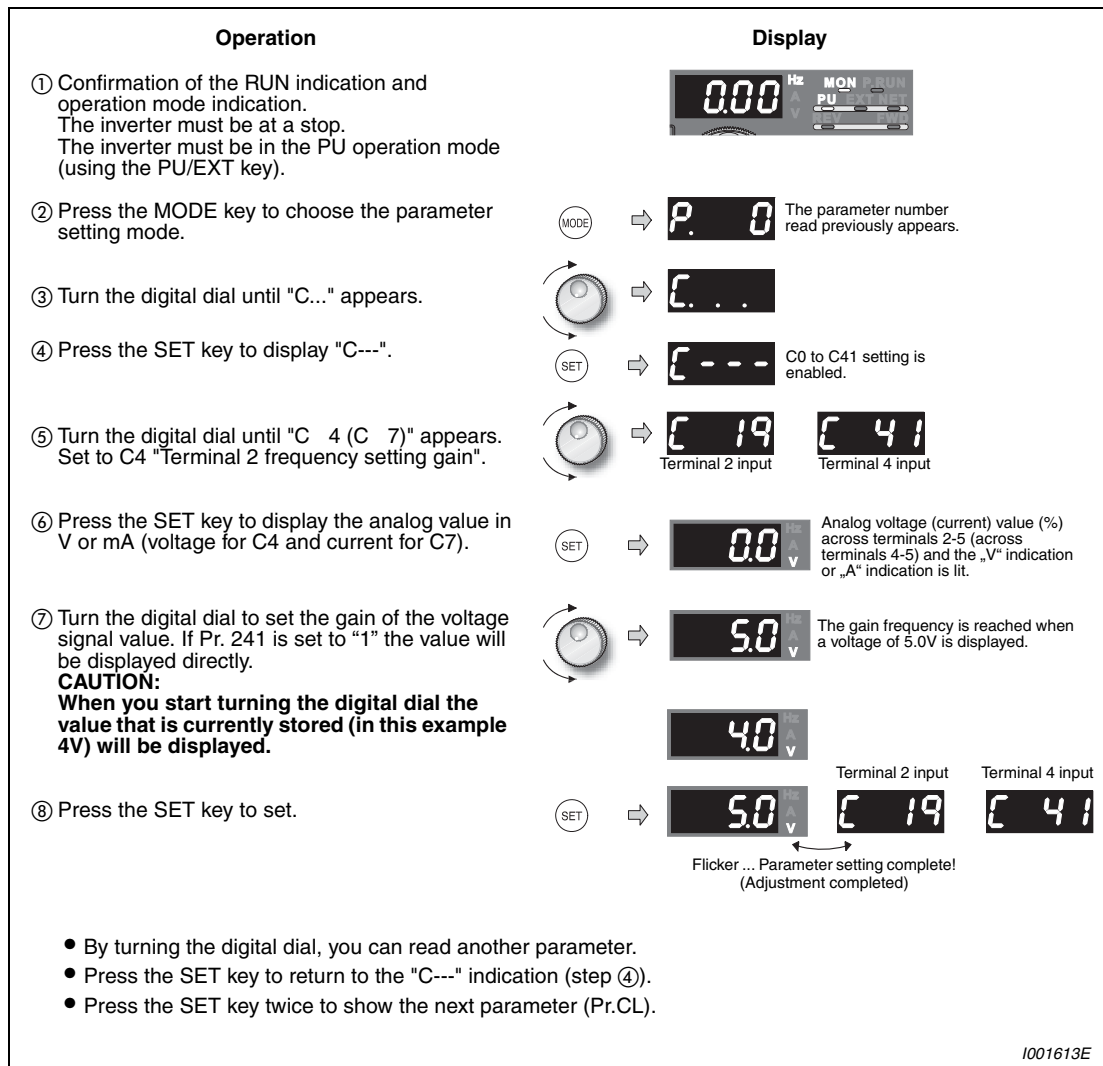 Operation
Display
① Confirmation of the RUN indication and
operation mode indication.
The inverter must be at a stop.
The inverter must be in the PU operation mode
(using the PU/EXT key).
0.00 Hz A V MON P.RUN
PU EXT NET
REV FWD
② Press the MODE key to choose the parameter
setting mode.
MODE
P. 0
The parameter number
read previously appears.
③ Turn the digital dial until "C..." appears.
C. . .
④ Press the SET key to display "C---".
SET
C - - -
C0 to C41 setting is
enabled.
⑤ Turn the digital dial until "C   4 (C   7)" appears.
Set to C4 "Terminal 2 frequency setting gain".
C 19
C 41
Terminal 2 input
Terminal 4 input
⑥ Press the SET key to display the analog value in
V or mA (voltage for C4 and current for C7).
SET
0.0 Hz A V
Analog voltage (current) value (%)
across terminals 2-5 (across
terminals 4-5) and the „V“ indication
or „A“ indication is lit.
⑦ Turn the digital dial to set the gain of the voltage
signal value. If Pr. 241 is set to “1” the value will
be displayed directly.
CAUTION:
When you start turning the digital dial the
value that is currently stored (in this example
4V) will be displayed.
5.0 Hz A V
The gain frequency is reached when
a voltage of 5.0V is displayed.
4.0 Hz A V
⑧ Press the SET key to set.
SET
5.0 Hz A V
Terminal 2 input
Terminal 4 input
C 19
C 41
Flicker ... Parameter setting complete!
(Adjustment completed)
● By turning the digital dial, you can read another parameter.
● Press the SET key to return to the "C---" indication (step ④).
● Press the SET key twice to show the next parameter (Pr.CL).
I001613E